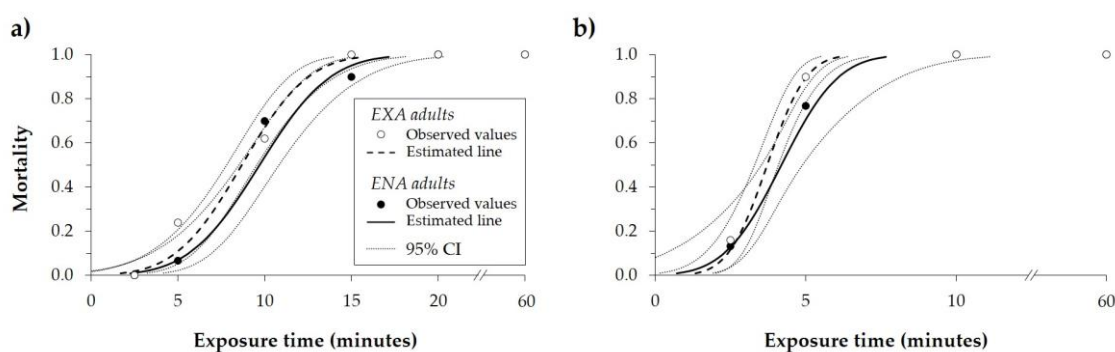 a)
Mortality
1.0
0.8
0.6
0.4
0.2
0.0
0
5
10
15
20
60
Exposure time (minutes)
EXA adults
Observed values
Estimated line
ENA adults
Observed values
Estimated line
95% CI
b)
1.0
0.8
0.6
0.4
0.2
0.0
0
5
10
60
Exposure time (minutes)